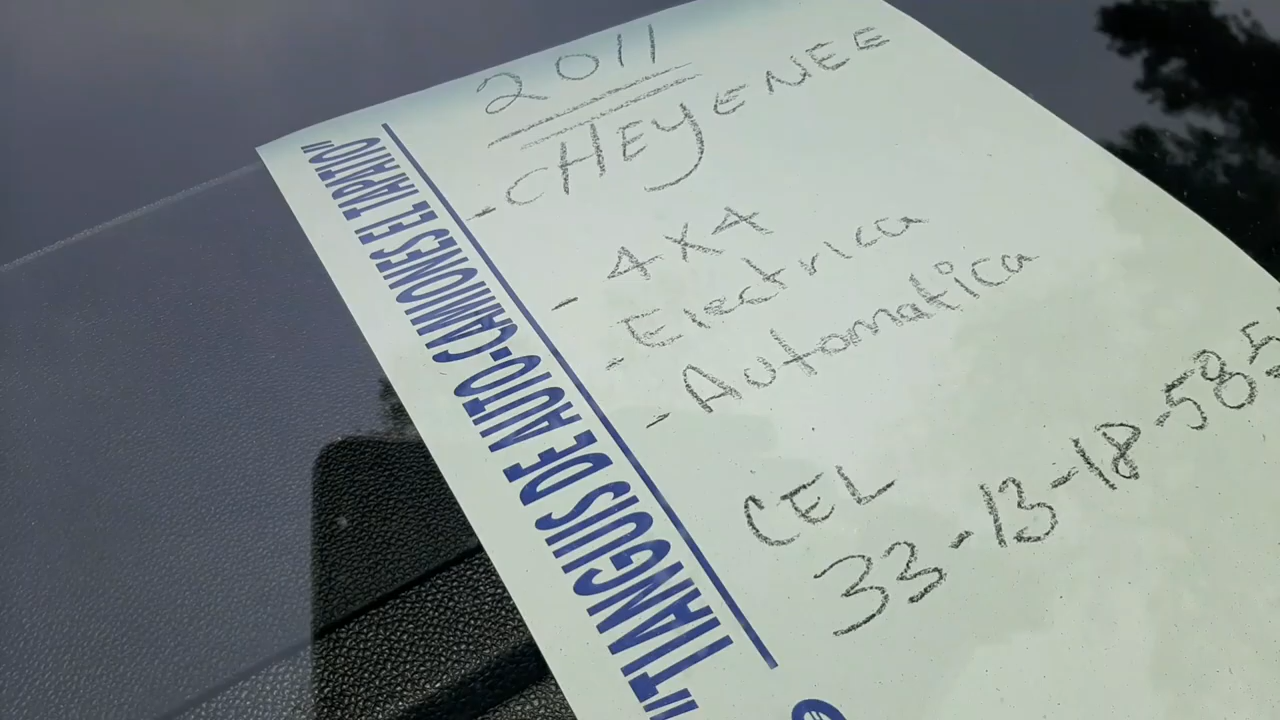 2011
-CHEYENEE
- 4X4
- Electrica
- Automatica
CEL
33-13-18-585
TIANGUIS DE AUTO-CAMIONES EL TAPATIO"